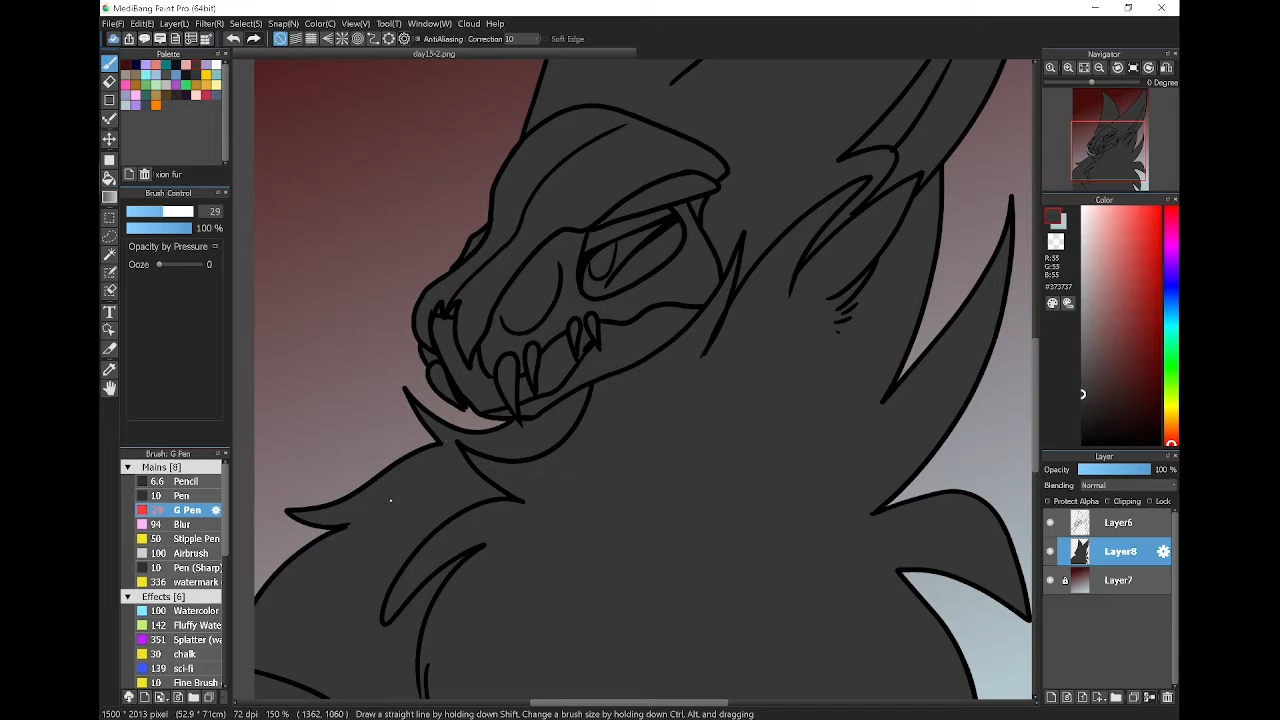 MediBang Paint Pro (64bit)
File(F) Edit(E) Layer(L) Filter(R) Select(S) Snap(N) Color(C) View(V) Tool(T) Window(W) Cloud Help
AntiAliasing Correction 10 Soft Edge
Palette
day15-2.png
Navigator
0 Degree
xion fur
Brush Control
29
100 %
Opacity by Pressure
Ooze 0
Color
R:55
G:55
B:55
#373737
Brush: G Pen
Mains [8]
6.6 Pencil
10 Pen
29 G Pen
94 Blur
50 Stipple Pen
100 Airbrush
10 Pen (Sharp)
336 watermark
Effects [6]
100 Watercolor
142 Fluffy Wate
351 Splatter (wa
30 chalk
139 sci-fi
10 Fine Brush
Layer
Opacity 100 %
Blending Normal
Protect Alpha Clipping Lock
Layer6
Layer8
Layer7
1500 * 2013 pixel (52.9 * 71cm) 72 dpi 150 % ( 1362, 1060 ) Draw a straight line by holding down Shift, Change a brush size by holding down Ctrl, Alt, and dragging